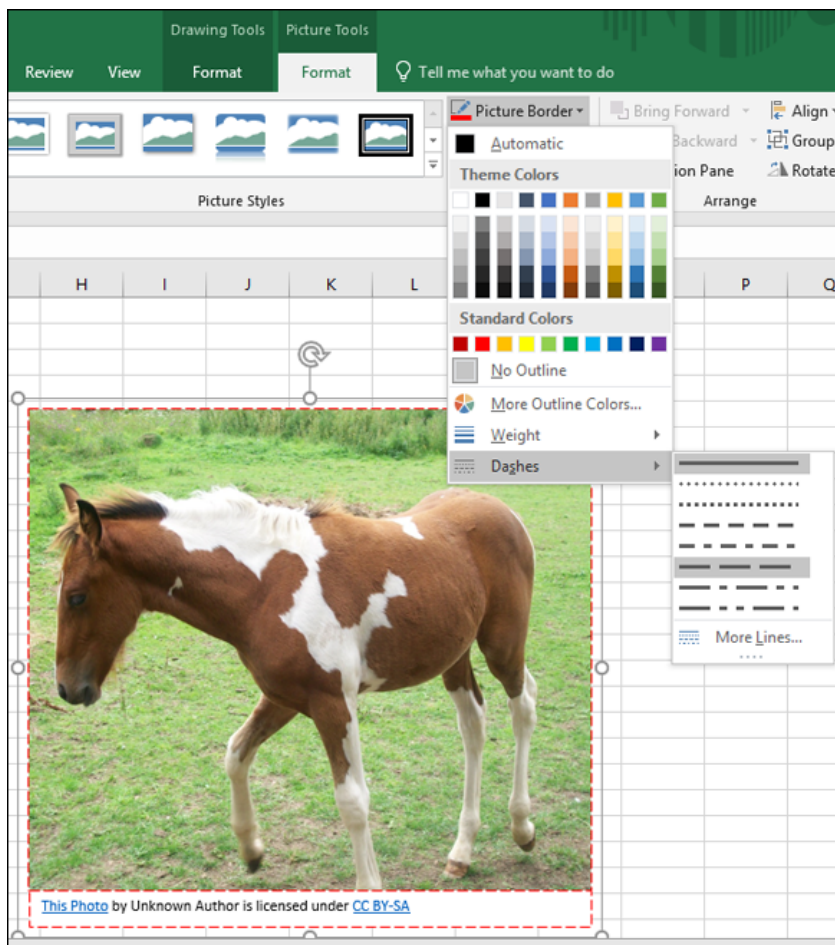 Drawing Tools Picture Tools
Review View Format Format Tell me what you want to do
Picture Border Bring Forward Align
Backward Group
ion Pane Rotate
Picture Styles Arrange
Automatic
Theme Colors
Standard Colors
No Outline
More Outline Colors...
Weight
Dashes
More Lines...
H I J K L P Q
This Photo by Unknown Author is licensed under CC BY-SA